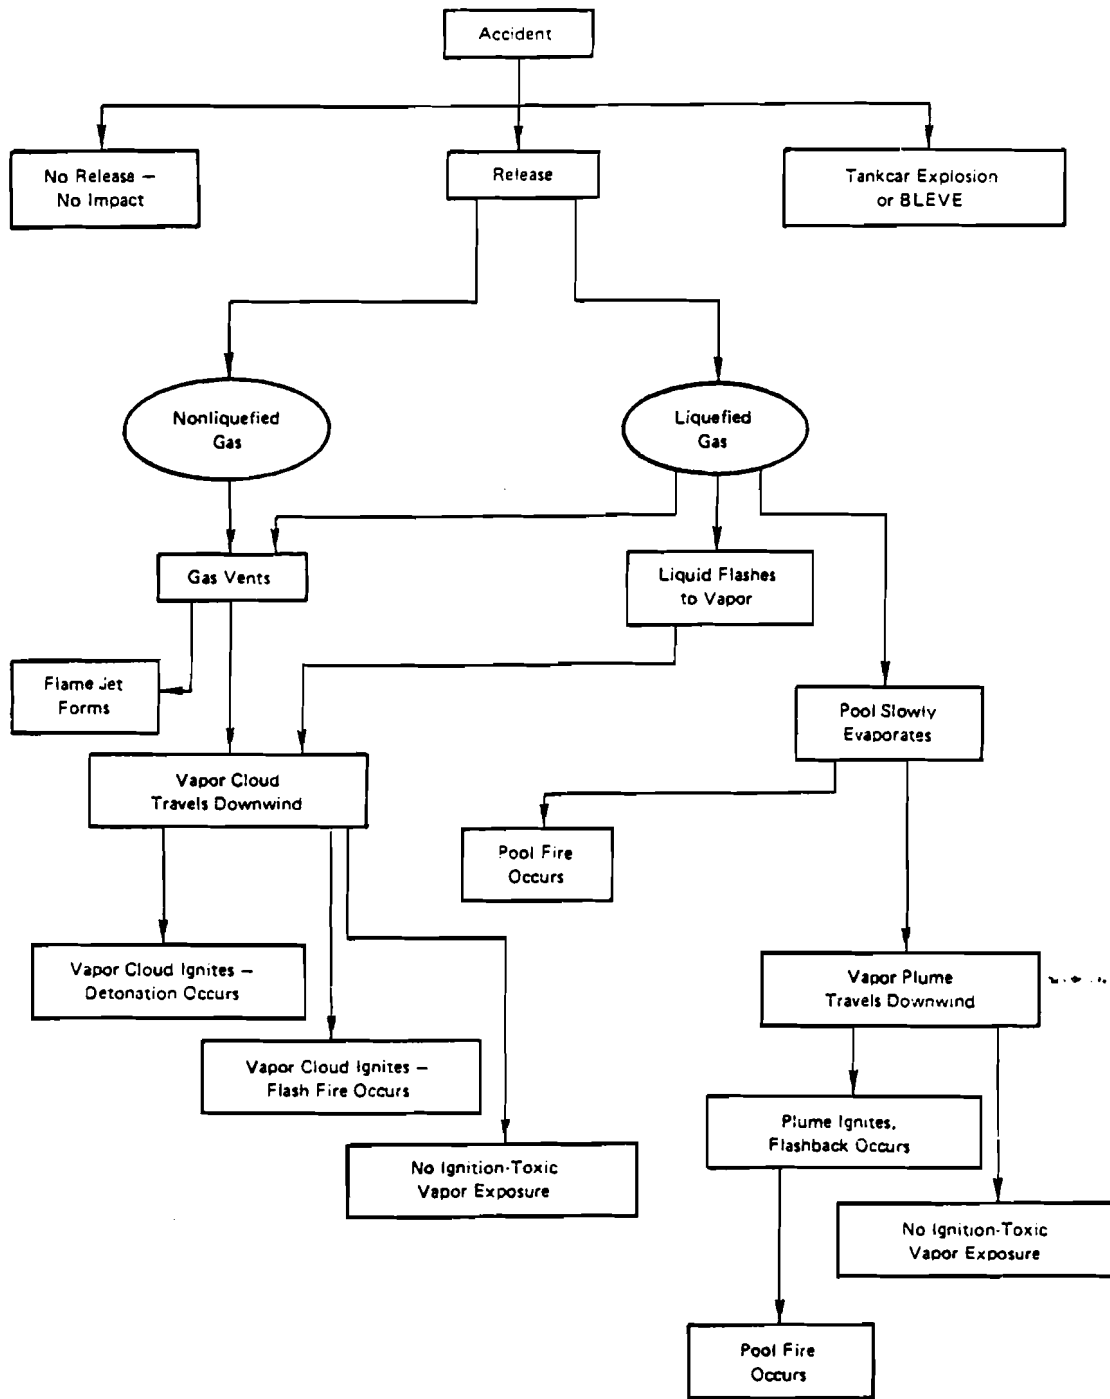 Accident
No Release –
No Impact
Release
Tankcar Explosion
or BLEVE
Nonliquefied
Gas
Liquefied
Gas
Gas Vents
Liquid Flashes
to Vapor
Flame Jet
Forms
Pool Slowly
Evaporates
Vapor Cloud
Travels Downwind
Pool Fire
Occurs
Vapor Cloud Ignites –
Detonation Occurs
Vapor Plume
Travels Downwind
Vapor Cloud Ignites –
Flash Fire Occurs
Plume Ignites,
Flashback Occurs
No Ignition-Toxic
Vapor Exposure
No Ignition-Toxic
Vapor Exposure
Pool Fire
Occurs